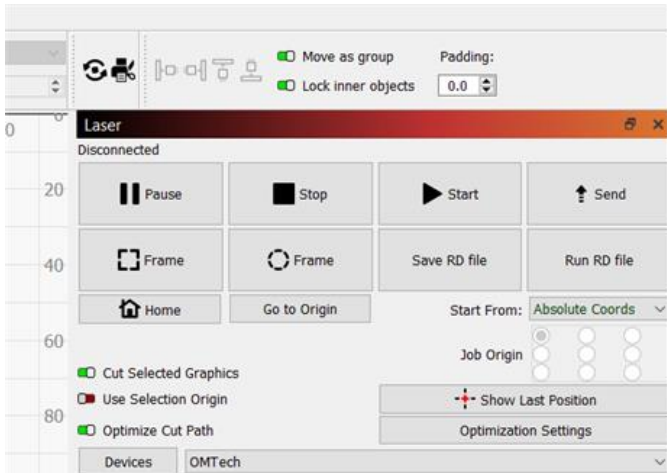 Move as group Padding:
Lock inner objects 0.0
0 0
Laser
Disconnected
20 Pause Stop Start Send
40 Frame Frame Save RD file Run RD file
Home Go to Origin Start From: Absolute Coords
60
Job Origin
Cut Selected Graphics
Use Selection Origin Show Last Position
80
Optimize Cut Path Optimization Settings
Devices OMTech